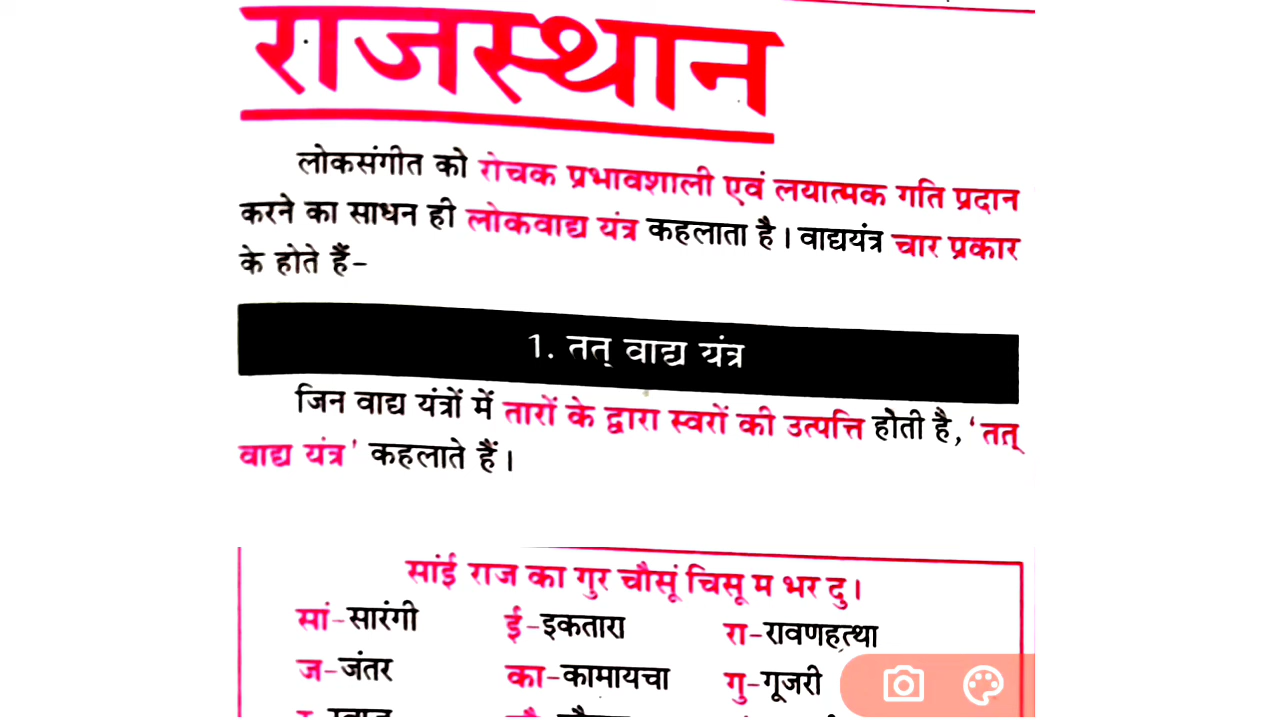 राजस्थान
लोकसंगीत को रोचक प्रभावशाली एवं लयात्मक गति प्रदान
करने का साधन ही लोकवाद्य यंत्र कहलाता है। वाद्ययंत्र चार प्रकार
के होते हैं-
1. तत् वाद्य यंत्र
जिन वाद्य यंत्रों में तारों के द्वारा स्वरों की उत्पत्ति होती है, 'तत्
वाद्य यंत्र' कहलाते हैं।
सांई राज का गुर चौसूं चिसू म भर दु।
सां-सारंगी ई-इकतारा रा-रावणहत्था
ज-जंतर का-कामायचा गु-गूजरी